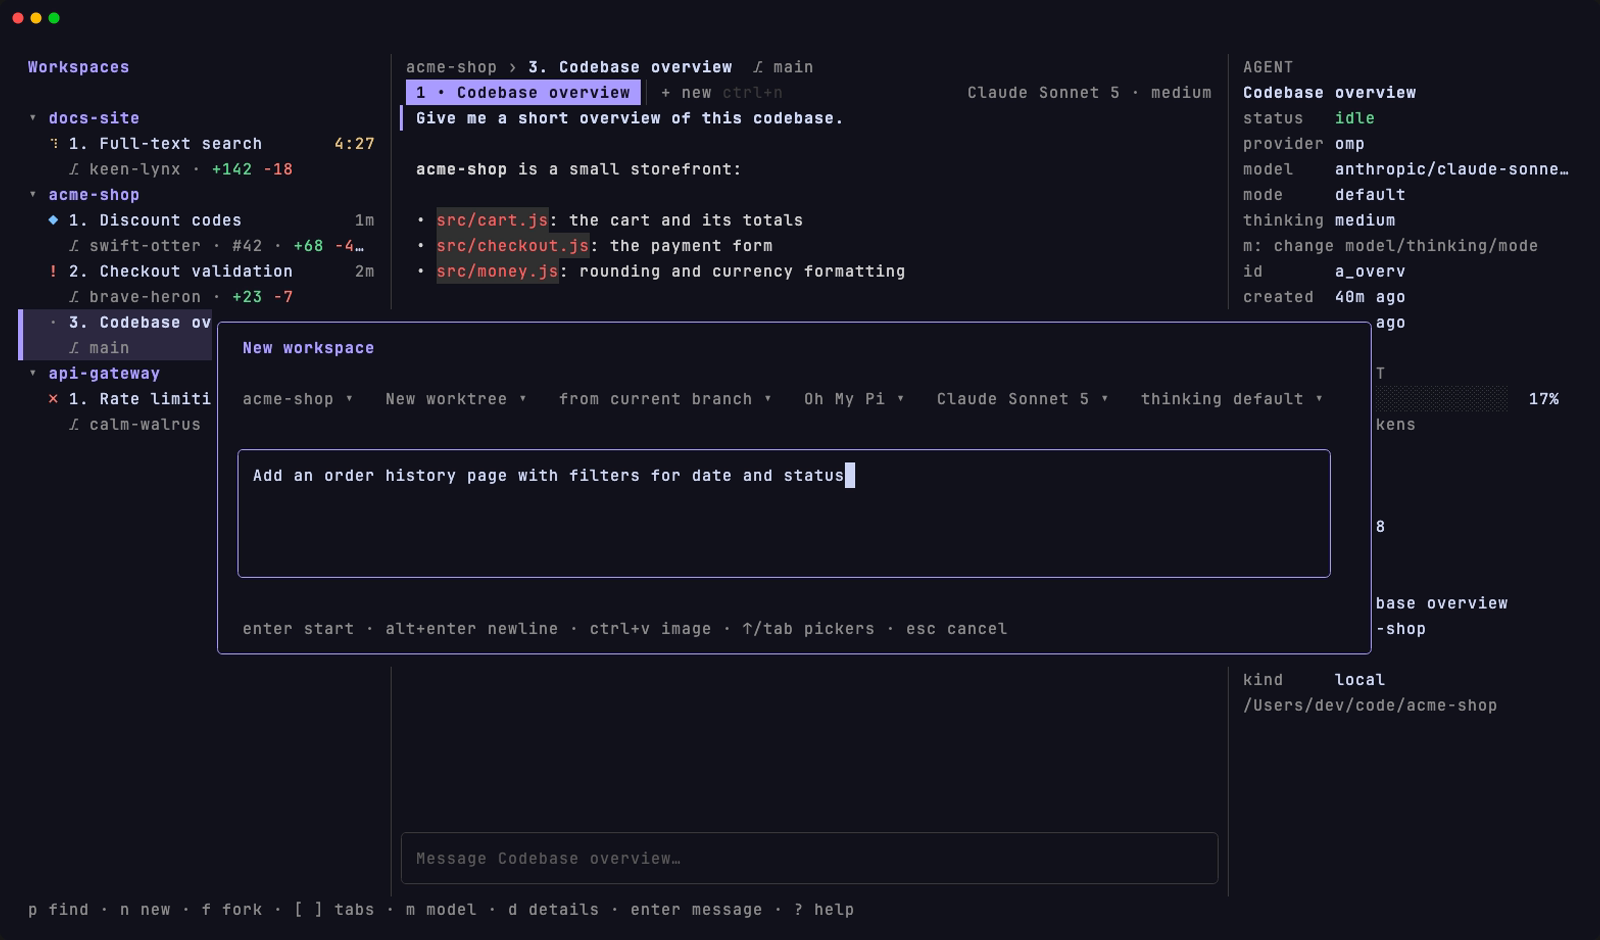 Workspaces
▾ docs-site
1. Full-text search 4:27
keen-lynx · +142 -18
▾ acme-shop
◆ 1. Discount codes 1m
swift-otter · #42 · +68 -4…
! 2. Checkout validation 2m
brave-heron · +23 -7
· 3. Codebase ov
main
▾ api-gateway
✕ 1. Rate limiti
calm-walrus
acme-shop › 3. Codebase overview main
1 • Codebase overview + new ctrl+n Claude Sonnet 5 · medium
Give me a short overview of this codebase.
acme-shop is a small storefront:
• src/cart.js: the cart and its totals
• src/checkout.js: the payment form
• src/money.js: rounding and currency formatting
New workspace
acme-shop ▾ New worktree ▾ from current branch ▾ Oh My Pi ▾ Claude Sonnet 5 ▾ thinking default ▾
Add an order history page with filters for date and status
enter start · alt+enter newline · ctrl+v image · ↑/tab pickers · esc cancel
Message Codebase overview…
AGENT
Codebase overview
status idle
provider omp
model anthropic/claude-sonne…
mode default
thinking medium
m: change model/thinking/mode
id a_overv
created 40m ago
ago
T
17%
kens
8
base overview
-shop
kind local
/Users/dev/code/acme-shop
p find · n new · f fork · [ ] tabs · m model · d details · enter message · ? help